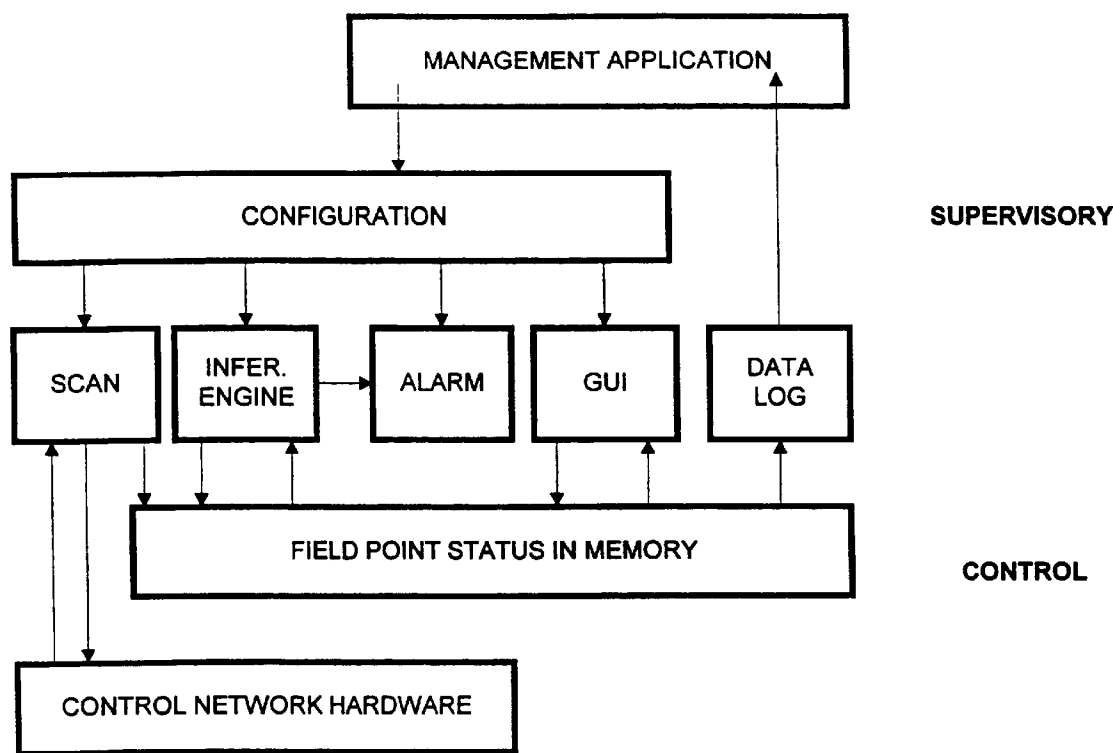 MANAGEMENT APPLICATION
CONFIGURATION
SUPERVISORY
SCAN
INFER.
ENGINE
ALARM
GUI
DATA
LOG
FIELD POINT STATUS IN MEMORY
CONTROL
CONTROL NETWORK HARDWARE